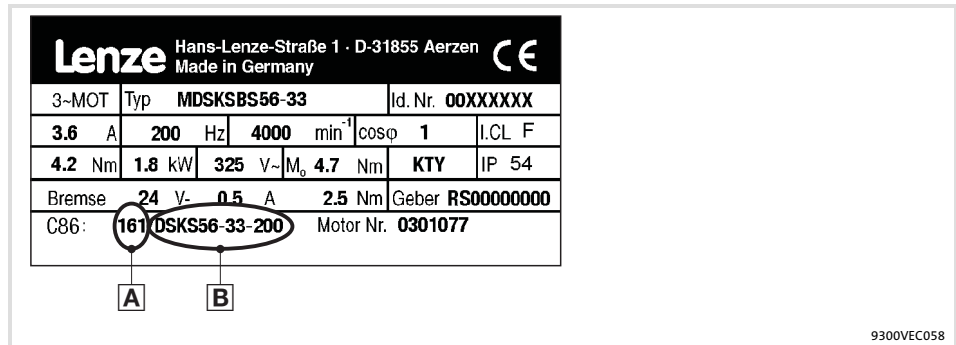 Lenze Hans-Lenze-Straße 1 · D-31855 Aerzen CE
Made in Germany
3~MOT Typ MDSKSBS56-33 Id. Nr. 00XXXXXX
3.6 A 200 Hz 4000 min-1 cosφ 1 I.CL F
4.2 Nm 1.8 kW 325 V~ Mo 4.7 Nm KTY IP 54
Bremse 24 V- 0.5 A 2.5 Nm Geber RS00000000
C86: 161 DSKS56-33-200 Motor Nr. 0301077
A B
9300VEC058